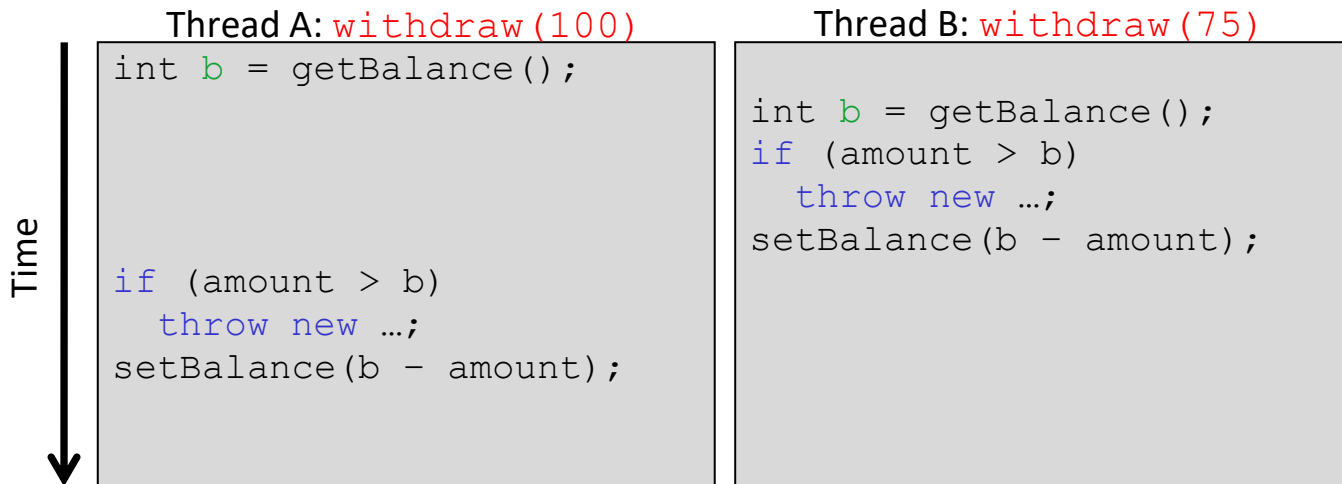 Thread A: withdraw(100)
int b = getBalance();
if (amount > b)
throw new …;
setBalance(b – amount);
Thread B: withdraw(75)
int b = getBalance();
if (amount > b)
throw new …;
setBalance(b – amount);
Time